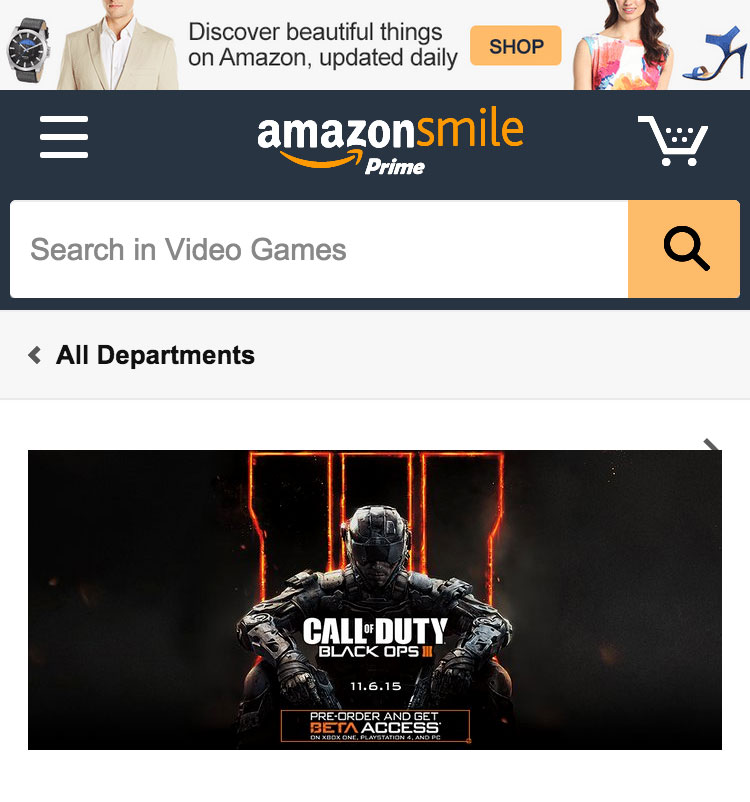 Discover beautiful things
on Amazon, updated daily
SHOP
amazonsmile
Prime
Search in Video Games
All Departments
CALL OF DUTY
BLACK OPS III
11.6.15
PRE-ORDER AND GET
BETA ACCESS*
ON XBOX ONE, PLAYSTATION 4, AND PC